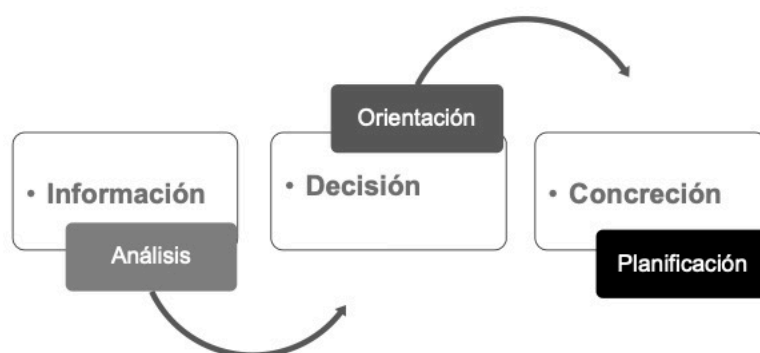 Orientación
• Información
• Decisión
• Concreción
Análisis
Planificación